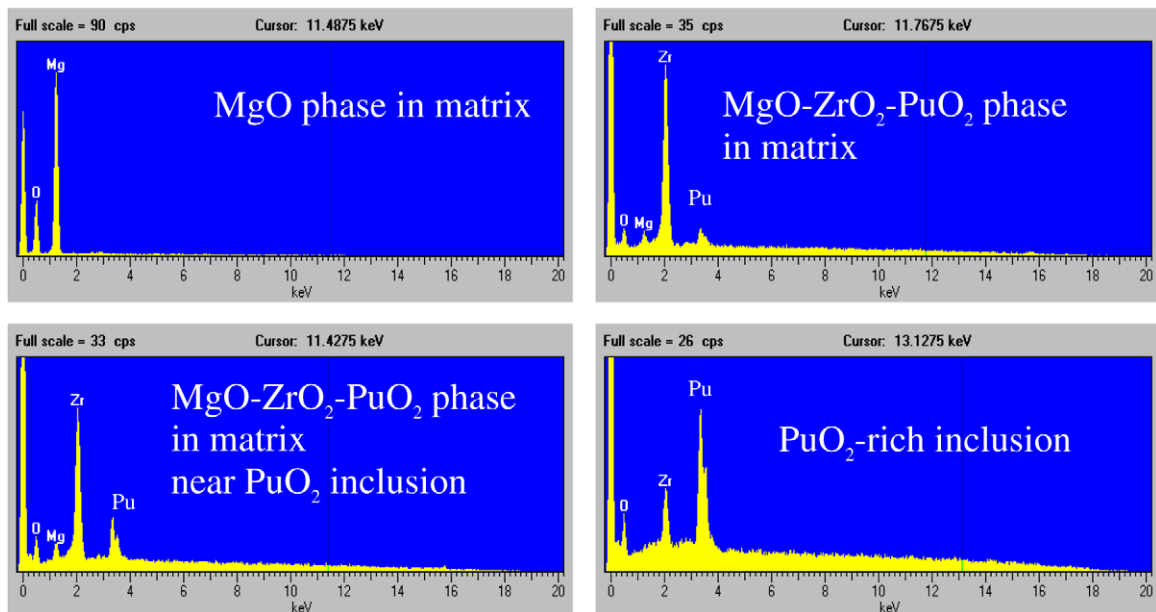 Full scale = 90 cps Cursor: 11.4875 keV
Mg
MgO phase in matrix
O
0 2 4 6 8 10 12 14 16 18 20
keV
Full scale = 35 cps Cursor: 11.7675 keV
Zr
MgO-ZrO₂-PuO₂ phase
in matrix
Pu
O Mg
0 2 4 6 8 10 12 14 16 18 20
keV
Full scale = 33 cps Cursor: 11.4275 keV
Zr
MgO-ZrO₂-PuO₂ phase
in matrix
near PuO₂ inclusion
Pu
O Mg
0 2 4 6 8 10 12 14 16 18 20
keV
Full scale = 26 cps Cursor: 13.1275 keV
Pu
PuO₂-rich inclusion
Zr
O
0 2 4 6 8 10 12 14 16 18 20
keV